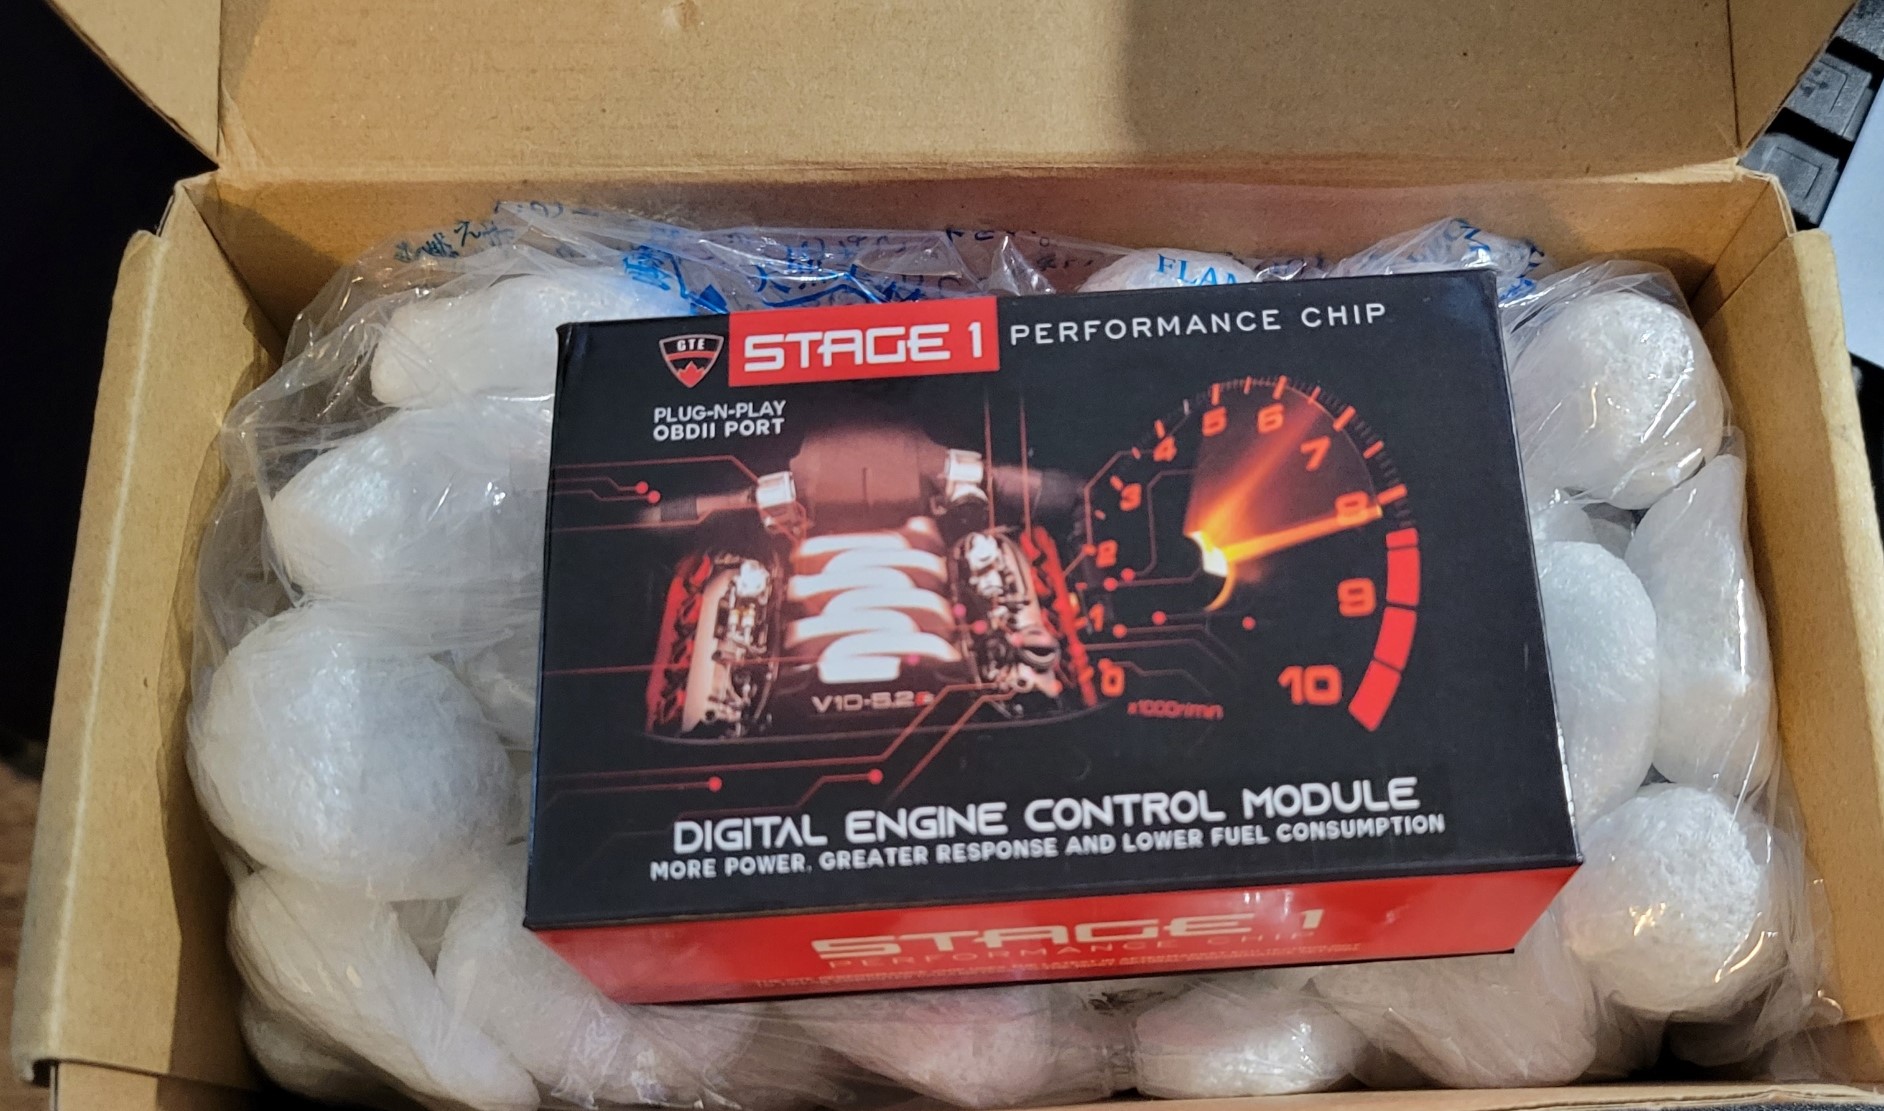 FLAM
GTE
STAGE 1
PERFORMANCE CHIP
PLUG-N-PLAY
OBDII PORT
4
5
6
7
3
8
2
9
1
0
10
x1000r/min
V10-5.2
DIGITAL ENGINE CONTROL MODULE
MORE POWER, GREATER RESPONSE AND LOWER FUEL CONSUMPTION
STAGE 1
PERFORMANCE CHIP